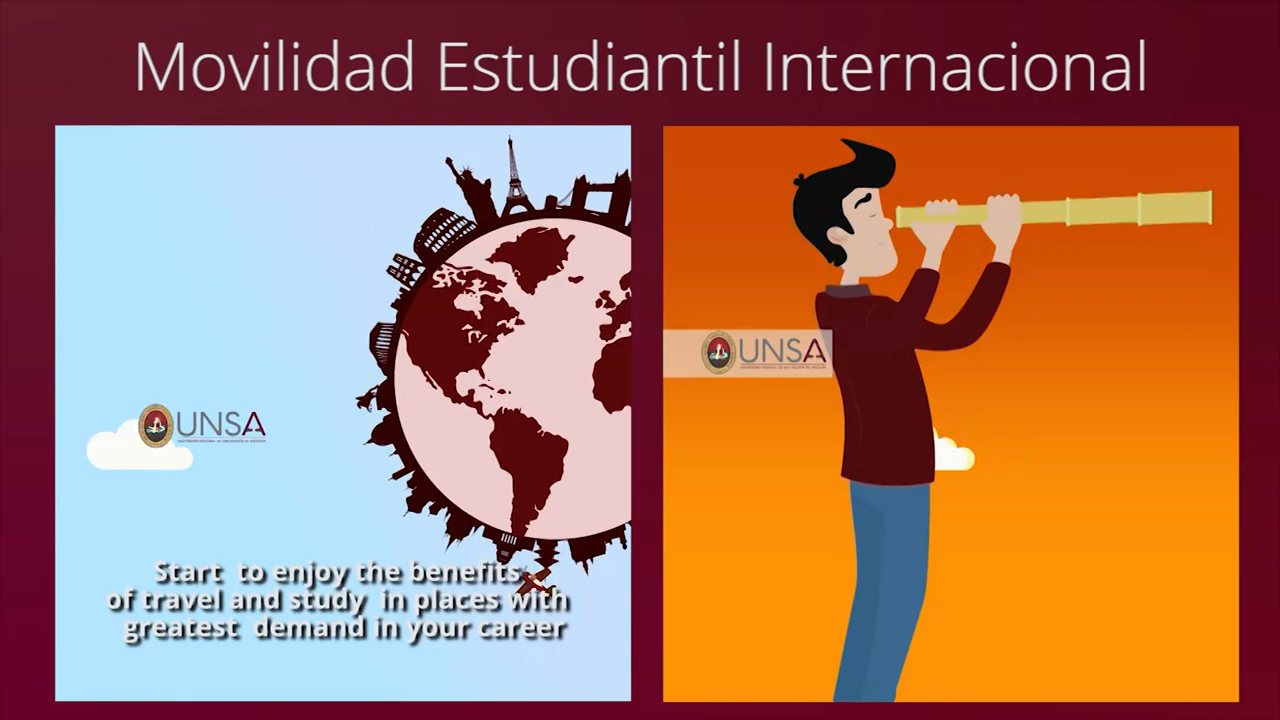 Movilidad Estudiantil Internacional
UNSA
Start to enjoy the benefits
of travel and study in places with
greatest demand in your career
UNSA